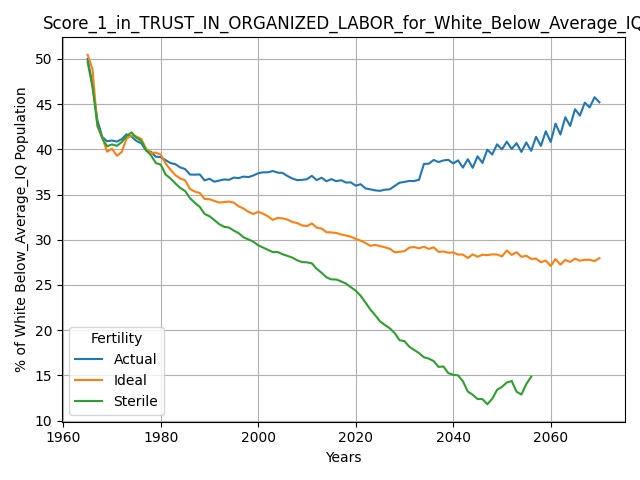 Score_1_in_TRUST_IN_ORGANIZED_LABOR_for_White_Below_Average_IQ
% of White Below_Average_IQ Population
50
45
40
35
30
25
20
15
10
Fertility
Actual
Ideal
Sterile
1960
1980
2000
2020
2040
2060
Years